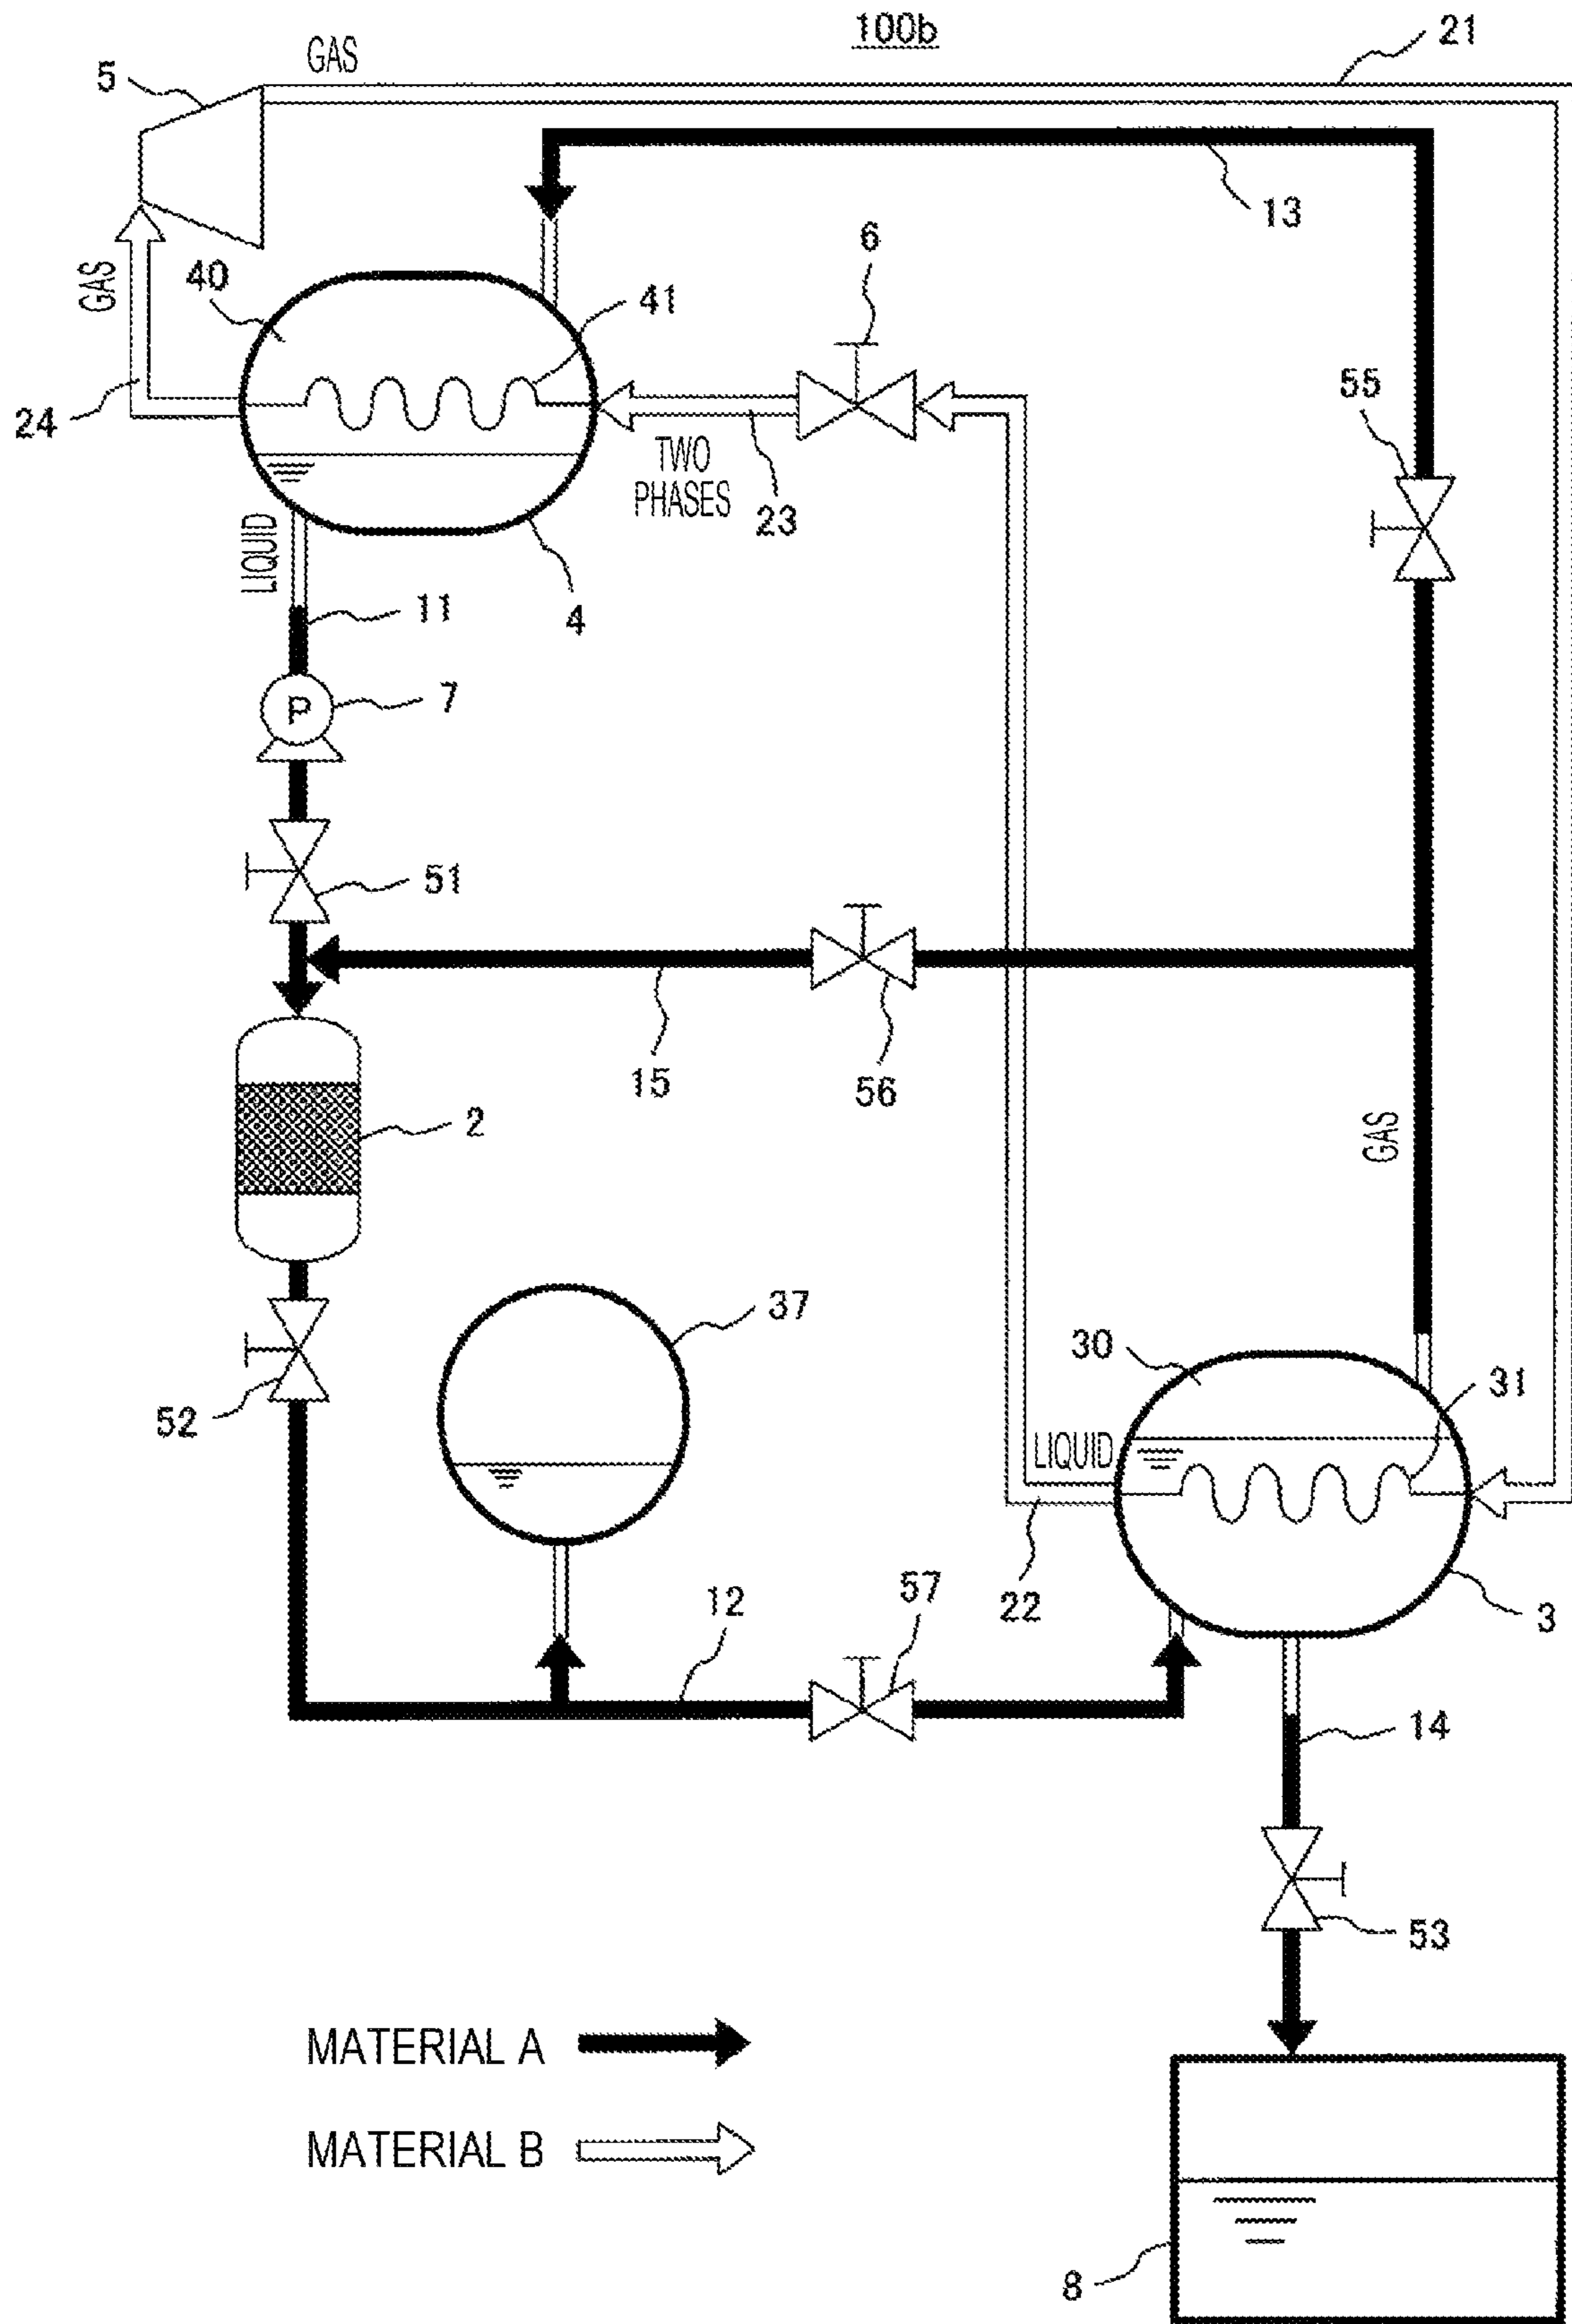 100b
21
GAS
5
13
6
40
41
GAS
55
24
TWO
PHASES
23
LIQUID
4
11
P
7
51
15
56
2
GAS
37
30
31
52
LIQUID
22
57
12
3
14
53
MATERIAL A
MATERIAL B
8